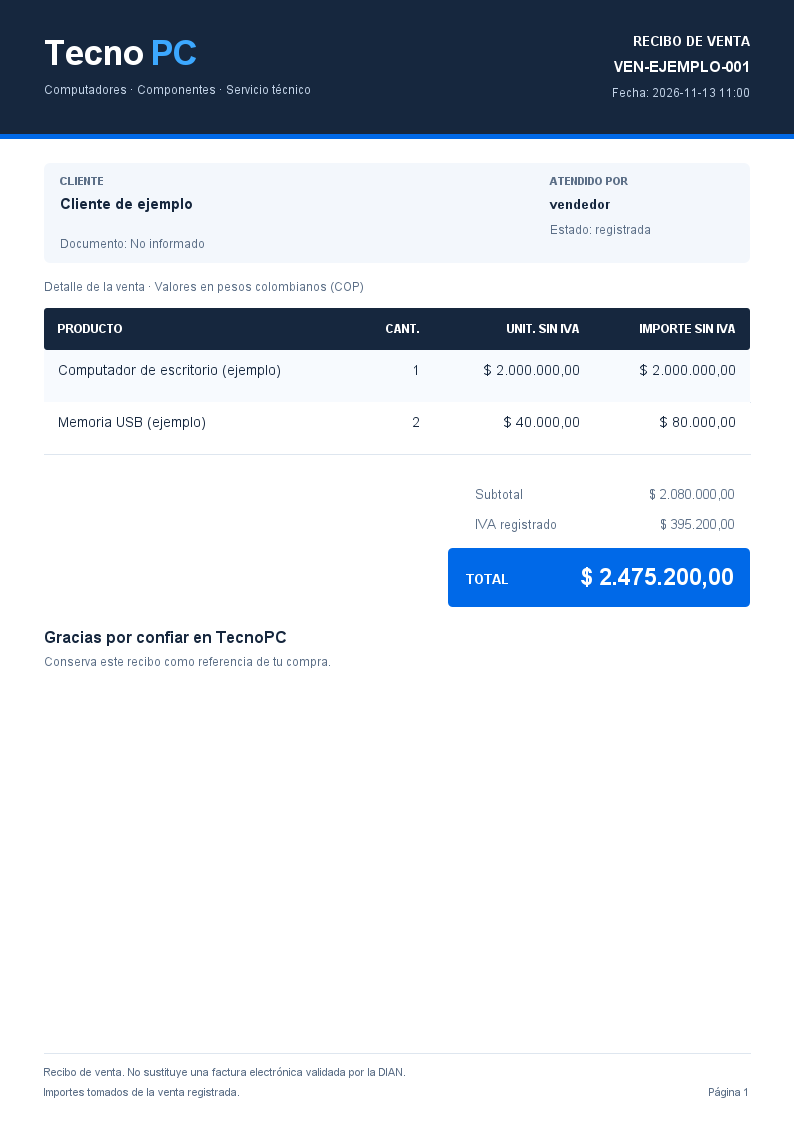 Tecno PC
Computadores · Componentes · Servicio técnico
RECIBO DE VENTA
VEN-EJEMPLO-001
Fecha: 2026-11-13 11:00
CLIENTE
Cliente de ejemplo
Documento: No informado
ATENDIDO POR
vendedor
Estado: registrada
Detalle de la venta · Valores en pesos colombianos (COP)
PRODUCTO CANT. UNIT. SIN IVA IMPORTE SIN IVA
Computador de escritorio (ejemplo) 1 $ 2.000.000,00 $ 2.000.000,00
Memoria USB (ejemplo) 2 $ 40.000,00 $ 80.000,00
Subtotal $ 2.080.000,00
IVA registrado $ 395.200,00
TOTAL $ 2.475.200,00
Gracias por confiar en TecnoPC
Conserva este recibo como referencia de tu compra.
Recibo de venta. No sustituye una factura electrónica validada por la DIAN.
Importes tomados de la venta registrada.
Página 1